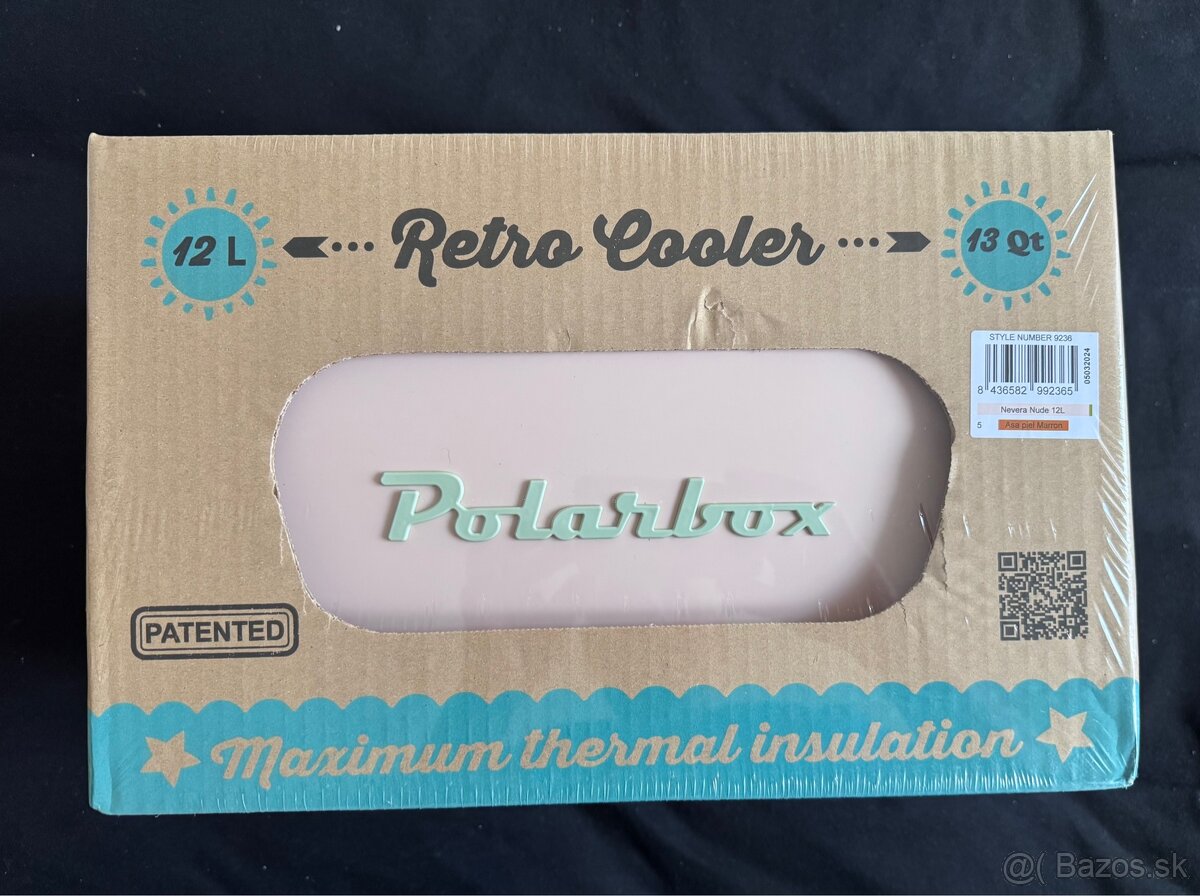 12 L
Retro Cooler
13 Qt
STYLE NUMBER 9236
8 436582 992365
05032024
Nevera Nude 12L
5 Asa piel Marron
Polarbox
PATENTED
Maximum thermal insulation
@( Bazos.sk